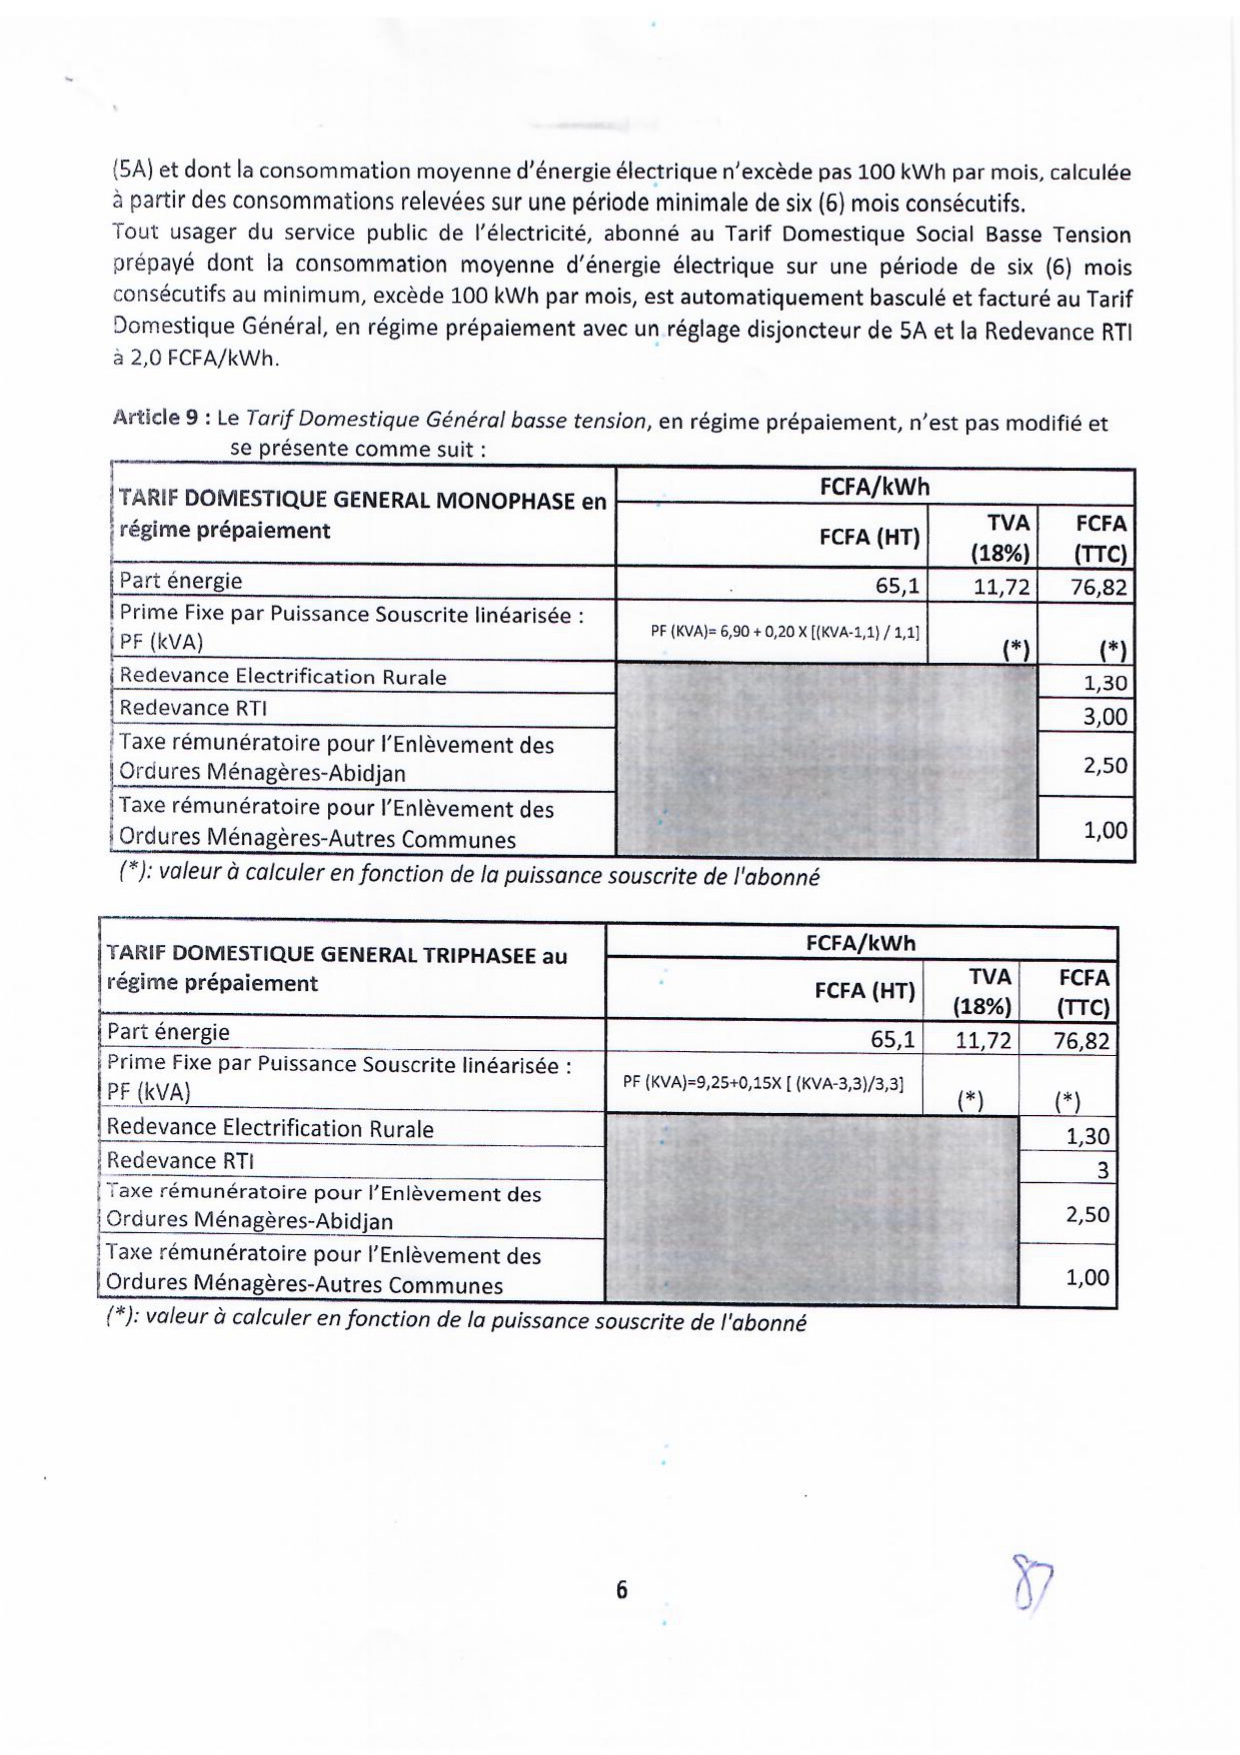 (5A) et dont la consommation moyenne d'énergie électrique n'excède pas 100 kWh par mois, calculée
à partir des consommations relevées sur une période minimale de six (6) mois consécutifs.
Tout usager du service public de l'électricité, abonné au Tarif Domestique Social Basse Tension
prépayé dont la consommation moyenne d'énergie électrique sur une période de six (6) mois
consécutifs au minimum, excède 100 kWh par mois, est automatiquement basculé et facturé au Tarif
Domestique Général, en régime prépaiement avec un réglage disjoncteur de 5A et la Redevance RTI
à 2,0 FCFA/kWh.
Article 9 : Le Tarif Domestique Général basse tension, en régime prépaiement, n'est pas modifié et
se présente comme suit :
TARIF DOMESTIQUE GENERAL MONOPHASE en
régime prépaiement
FCFA/kWh
FCFA (HT)
TVA
(18%)
FCFA
(TTC)
Part énergie 65,1 11,72 76,82
Prime Fixe par Puissance Souscrite linéarisée :
PF (kVA)
PF (KVA)= 6,90 + 0,20 X [(KVA-1,1) / 1,1]
(*) (*)
Redevance Electrification Rurale 1,30
Redevance RTI 3,00
Taxe rémunératoire pour l'Enlèvement des
Ordures Ménagères-Abidjan
2,50
Taxe rémunératoire pour l'Enlèvement des
Ordures Ménagères-Autres Communes
1,00
(*): valeur à calculer en fonction de la puissance souscrite de l'abonné
TARIF DOMESTIQUE GENERAL TRIPHASEE au
régime prépaiement
FCFA/kWh
FCFA (HT)
TVA
(18%)
FCFA
(TTC)
Part énergie 65,1 11,72 76,82
Prime Fixe par Puissance Souscrite linéarisée :
PF (kVA)
PF (KVA)=9,25+0,15X [ (KVA-3,3)/3,3]
(*) (*)
Redevance Electrification Rurale 1,30
Redevance RTI 3
Taxe rémunératoire pour l'Enlèvement des
Ordures Ménagères-Abidjan
2,50
Taxe rémunératoire pour l'Enlèvement des
Ordures Ménagères-Autres Communes
1,00
(*): valeur à calculer en fonction de la puissance souscrite de l'abonné
6